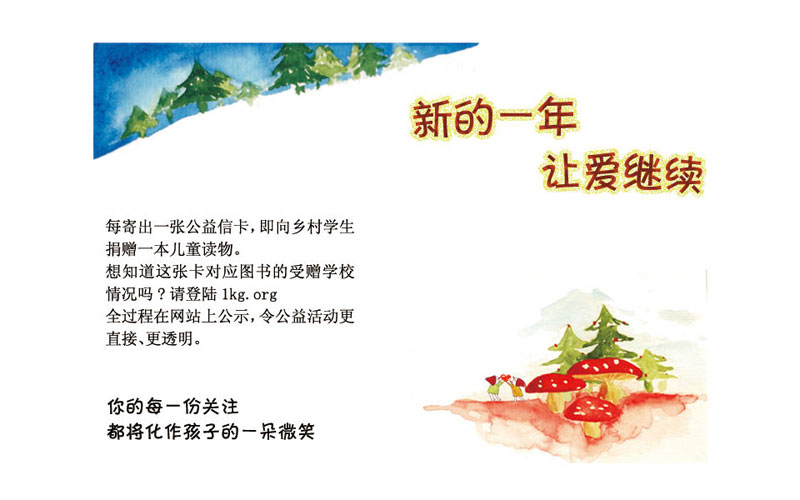 新的一年
让爱继续
每寄出一张公益信卡，即向乡村学生
捐赠一本儿童读物。
想知道这张卡对应图书的受赠学校
情况吗？请登陆1kg.org
全过程在网站上公示，令公益活动更
直接、更透明。
你的每一份关注
都将化作孩子的一朵微笑